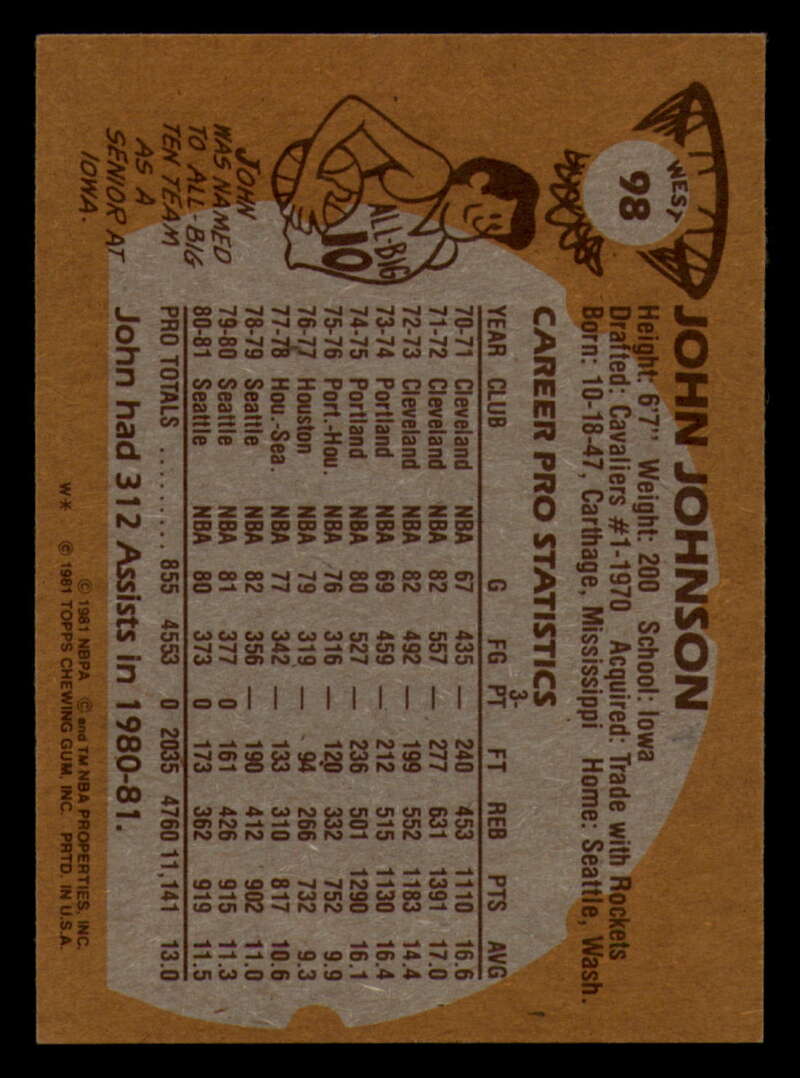 WEST
98
JOHN JOHNSON
Height: 6'7" Weight: 200 School: Iowa
Drafted: Cavaliers #1-1970 Acquired: Trade with Rockets
Born: 10-18-47, Carthage, Mississippi Home: Seattle, Wash.
CAREER PRO STATISTICS
YEAR CLUB G FG 3-PT FT REB PTS AVG
70-71 Cleveland NBA 67 435 — 240 453 1110 16.6
71-72 Cleveland NBA 82 557 — 277 631 1391 17.0
72-73 Cleveland NBA 82 492 — 199 552 1183 14.4
73-74 Portland NBA 69 459 — 212 515 1130 16.4
74-75 Portland NBA 80 527 — 236 501 1290 16.1
75-76 Port.-Hou. NBA 76 316 — 120 332 752 9.9
76-77 Houston NBA 79 319 — 94 266 732 9.3
77-78 Hou.-Sea. NBA 77 342 — 133 310 817 10.6
78-79 Seattle NBA 82 356 — 190 412 902 11.0
79-80 Seattle NBA 81 377 0 161 426 915 11.3
80-81 Seattle NBA 80 373 0 173 362 919 11.5
PRO TOTALS ......... 855 4553 0 2035 4760 11,141 13.0
John had 312 Assists in 1980-81.
ALL-BIG
10
JOHN
WAS NAMED
TO ALL-BIG
TEN TEAM
AS A
SENIOR AT
IOWA.
© 1981 NBPA © and TM NBA PROPERTIES, INC.
W* © 1981 TOPPS CHEWING GUM, INC. PRTD. IN U.S.A.